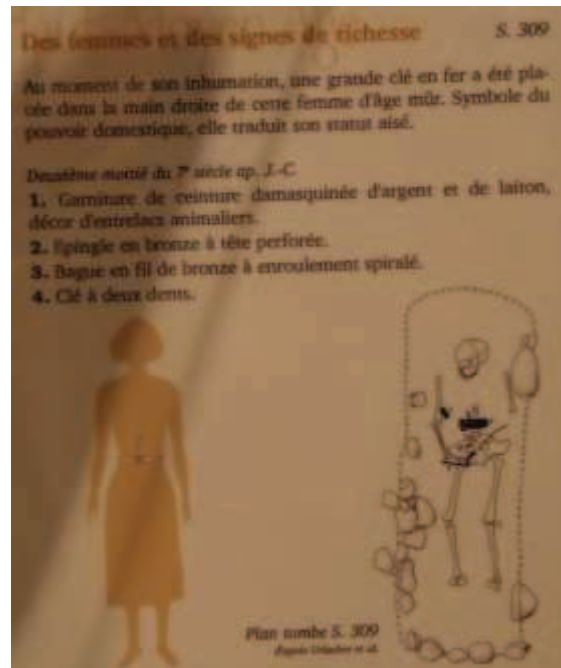 Des femmes et des signes de richesse S. 309
Au moment de son inhumation, une grande clé en fer a été pla-
cée dans la main droite de cette femme d'âge mûr. Symbole du
pouvoir domestique, elle traduit son statut aisé.
Deuxième moitié du 7e siècle ap. J.-C.
1. Garniture de ceinture damasquinée d'argent et de laiton,
décor d'entrelacs animaliers.
2. Epingle en bronze à tête perforée.
3. Bague en fil de bronze à enroulement spiralé.
4. Clé à deux dents.
Plan tombe S. 309
d'après Urlacher et al.